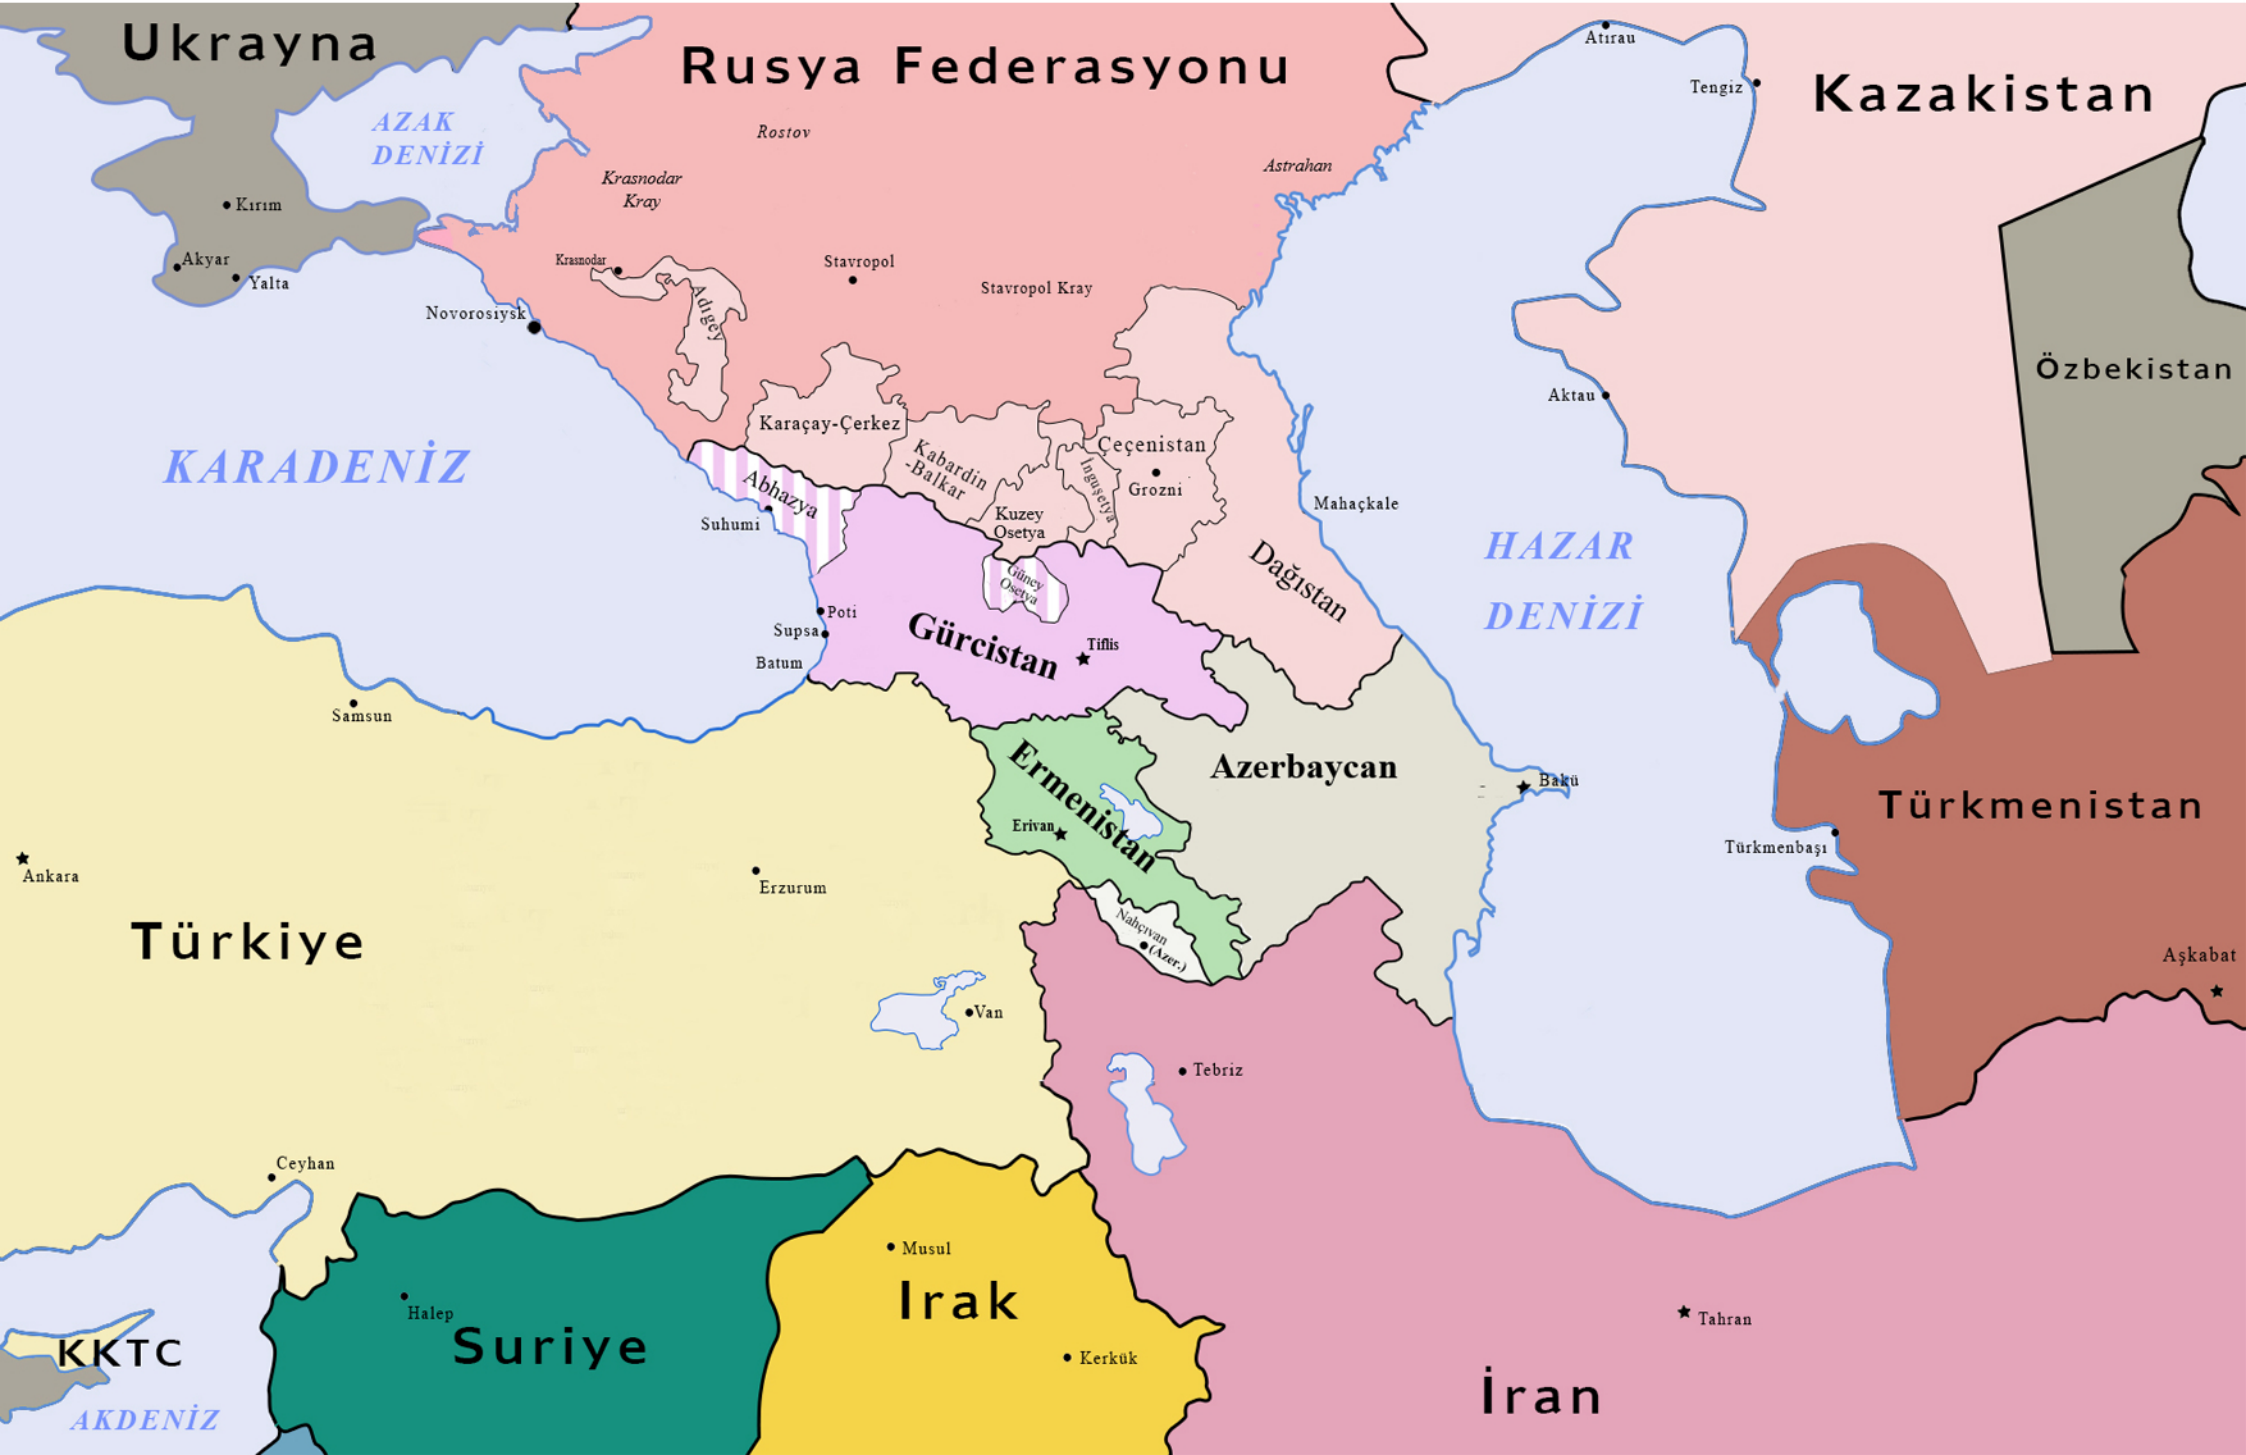 Ukrayna
Rusya Federasyonu
Atırau
Tengiz
Kazakistan
AZAK
DENİZİ
Rostov
Astrahan
Krasnodar
Kray
Kırım
Akyar
Yalta
Krasnodar
Adıgey
Stavropol
Stavropol Kray
Novorosiysk
Özbekistan
Aktau
Karaçay-Çerkez
Kabardin
-Balkar
İnguşetya
Çeçenistan
Grozni
KARADENİZ
Abhazya
Suhumi
Kuzey
Osetya
Mahaçkale
HAZAR
DENİZİ
Dağıstan
Güney
Osetya
Poti
Supsa
Batum
Gürcistan
Tiflis
Samsun
Ermenistan
Erivan
Azerbaycan
Bakü
Türkmenistan
Türkmenbaşı
Ankara
Erzurum
Türkiye
Nahçıvan
(Azer.)
Aşkabat
Van
Tebriz
Ceyhan
Musul
Irak
Halep
Suriye
Kerkük
Tahran
İran
KKTC
AKDENİZ